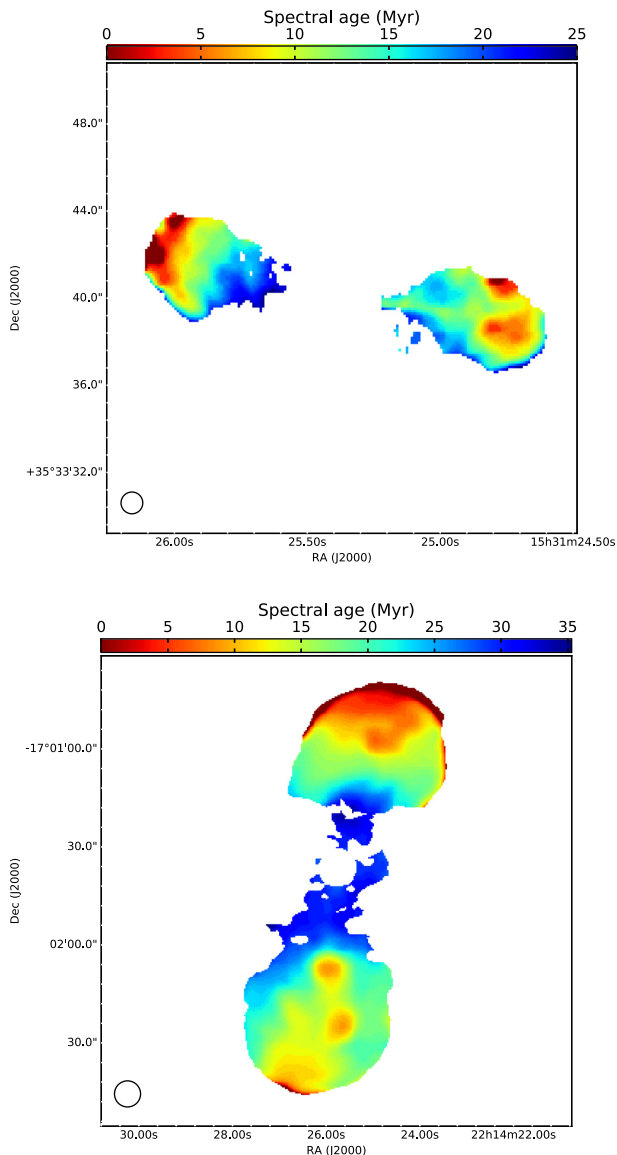 Spectral age (Myr)
0 5 10 15 20 25
48.0"
44.0"
40.0"
36.0"
+35°33'32.0"
Dec (J2000)
26.00s 25.50s 25.00s 15h31m24.50s
RA (J2000)
Spectral age (Myr)
0 5 10 15 20 25 30 35
-17°01'00.0"
30.0"
02'00.0"
30.0"
Dec (J2000)
30.00s 28.00s 26.00s 24.00s 22h14m22.00s
RA (J2000)